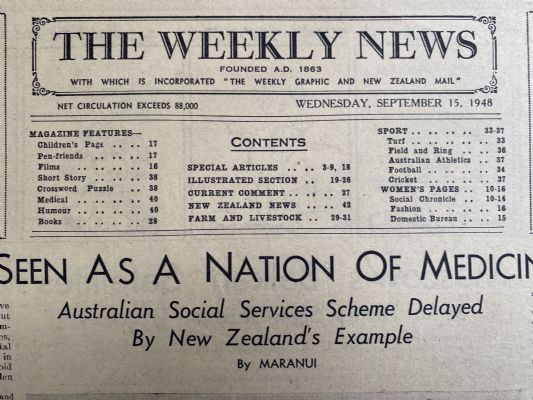 THE WEEKLY NEWS
FOUNDED A.D. 1863
WITH WHICH IS INCORPORATED "THE WEEKLY GRAPHIC AND NEW ZEALAND MAIL"
NET CIRCULATION EXCEEDS 88,000
WEDNESDAY, SEPTEMBER 15, 1948
MAGAZINE FEATURES—
Children's Page .. .. 17
Pen-friends .. .. .. 17
Films .. .. .. .. 16
Short Story .. .. .. 38
Crossword Puzzle .. 38
Medical .. .. .. .. 40
Humour .. .. .. .. 40
Books .. .. .. .. 28
CONTENTS
SPECIAL ARTICLES .. .. 3-9, 18
ILLUSTRATED SECTION .. 19-26
CURRENT COMMENT .. .. .. 27
NEW ZEALAND NEWS .. .. 42
FARM AND LIVESTOCK .. 29-31
SPORT .. .. .. .. 33-37
Turf .. .. .. .. .. 33
Field and Ring .. .. 36
Australian Athletics .. 37
Football .. .. .. .. 34
Cricket .. .. .. .. 37
WOMEN'S PAGES .. 10-16
Social Chronicle .. 10-14
Fashion .. .. .. .. 16
Domestic Bureau .. .. 15
SEEN AS A NATION OF MEDICIN
Australian Social Services Scheme Delayed
By New Zealand's Example
By MARANUI